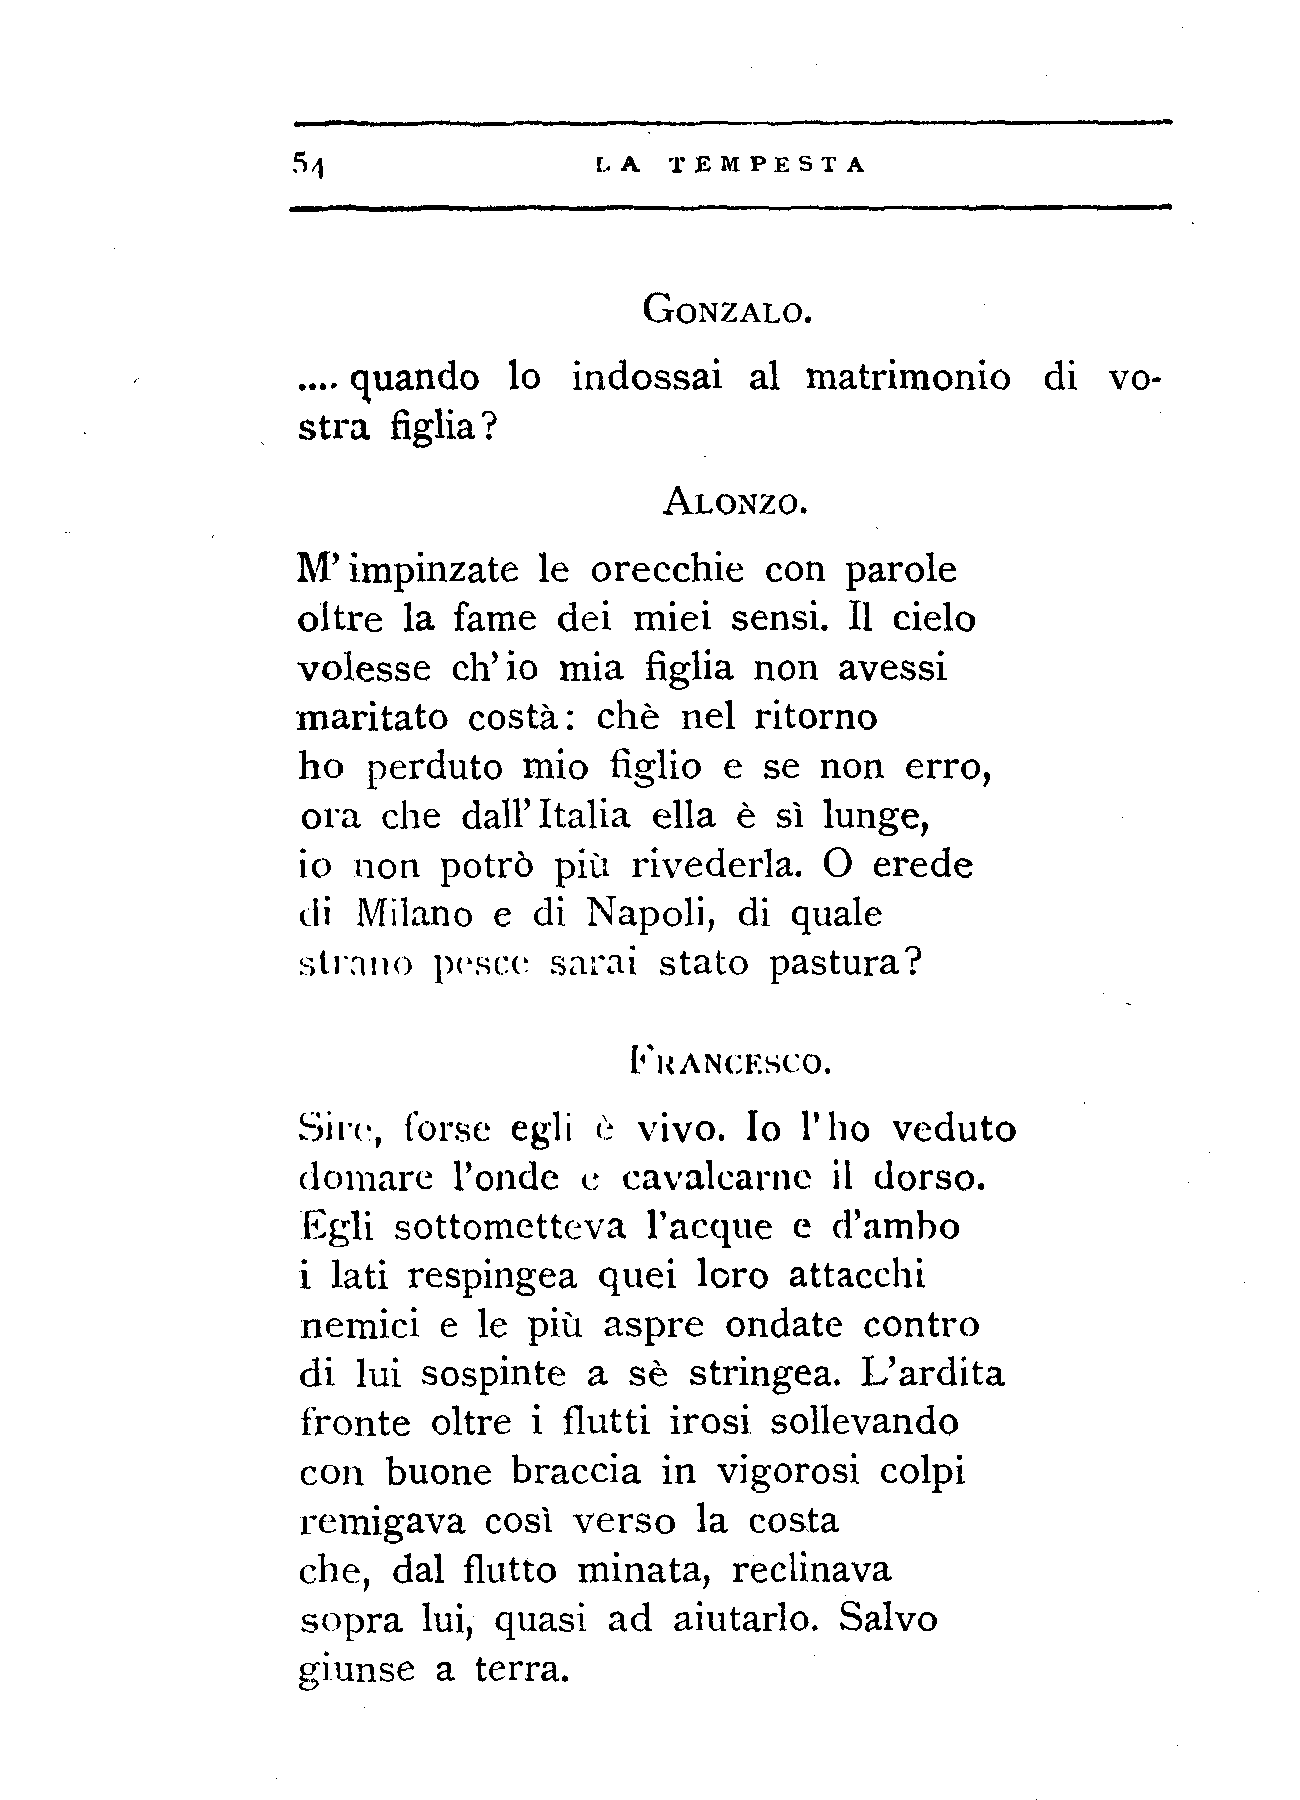 54 LA TEMPESTA
GONZALO.
.... quando lo indossai al matrimonio di vo-
stra figlia?
ALONZO.
M' impinzate le orecchie con parole
oltre la fame dei miei sensi. Il cielo
volesse ch' io mia figlia non avessi
maritato costà: chè nel ritorno
ho perduto mio figlio e se non erro,
ora che dall' Italia ella è sì lunge,
io non potrò più rivederla. O erede
di Milano e di Napoli, di quale
strano pesce sarai stato pastura?
FRANCESCO.
Sire, forse egli è vivo. Io l' ho veduto
domare l'onde e cavalcarne il dorso.
Egli sottometteva l'acque e d'ambo
i lati respingea quei loro attacchi
nemici e le più aspre ondate contro
di lui sospinte a sè stringea. L'ardita
fronte oltre i flutti irosi sollevando
con buone braccia in vigorosi colpi
remigava così verso la costa
che, dal flutto minata, reclinava
sopra lui, quasi ad aiutarlo. Salvo
giunse a terra.